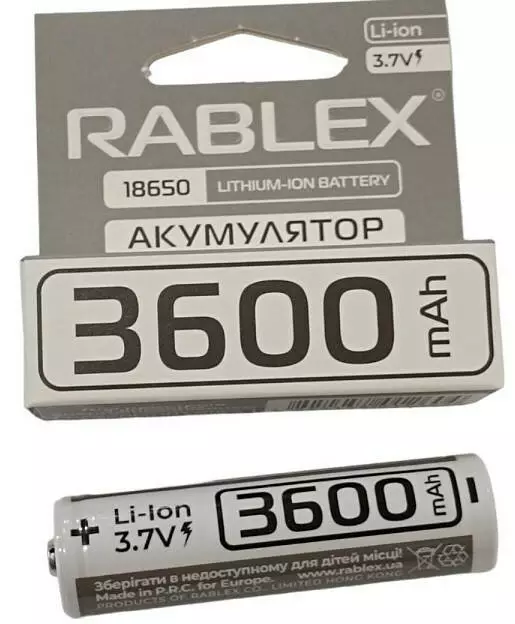 Li-ion
3.7V
RABLEX®
18650 LITHIUM-ION BATTERY
АКУМУЛЯТОР
3600 mAh
+ Li-Ion 3600 mAh -
3.7V
Зберігати в недоступному для дітей місці!
Made in P.R.C. for Europe. www.rablex.ua
PRODUCTS OF RABLEX CO. LIMITED HONG KONG